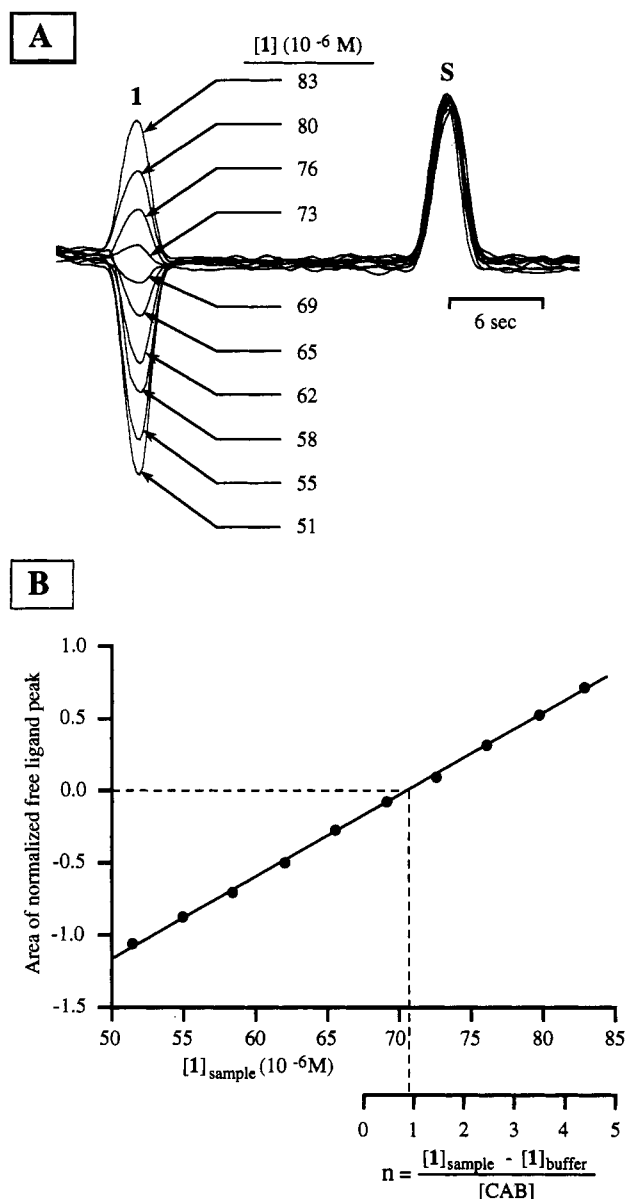 A
[1] (10 -6 M)
1
S
83
80
76
73
69
65
62
58
55
51
6 sec
B
Area of normalized free ligand peak
1.0
0.5
0.0
-0.5
-1.0
-1.5
50 55 60 65 70 75 80 85
[1]sample (10 -6M)
0 1 2 3 4 5
n = [1]sample - [1]buffer
[CAB]